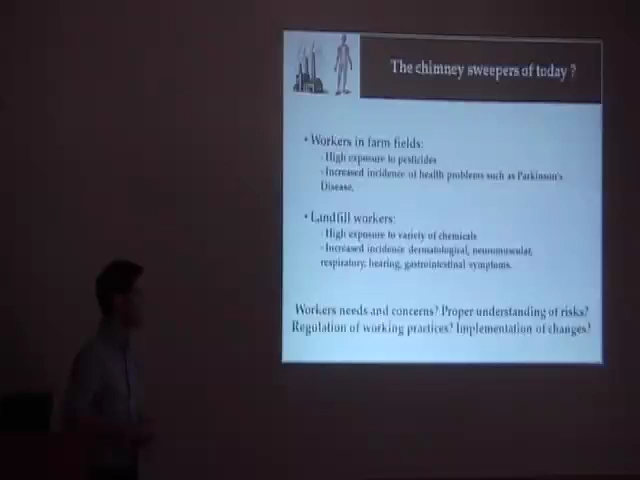 The chimney sweepers of today ?
• Workers in farm fields:
- High exposure to pesticides
- Increased incidence of health problems such as Parkinson's
Disease.
• Landfill workers:
- High exposure to variety of chemicals
- Increased incidence dermatological, neuromuscular,
respiratory, hearing, gastrointestinal symptoms.
Workers needs and concerns? Proper understanding of risks?
Regulation of working practices? Implementation of changes?